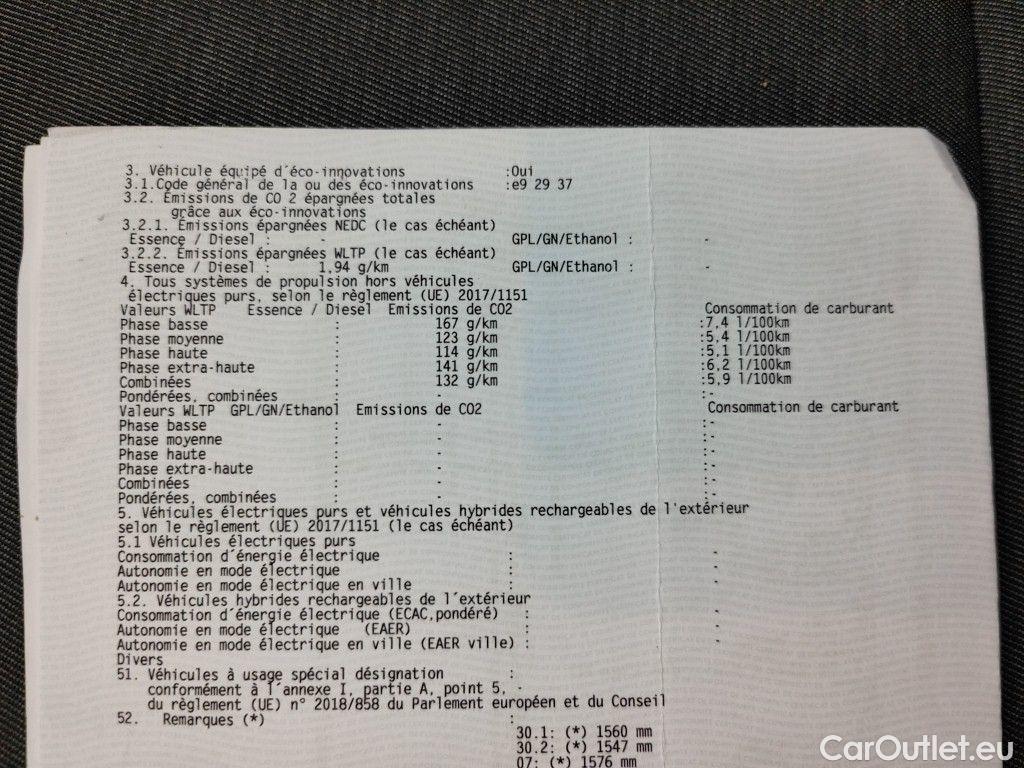 3. Véhicule équipé d´éco-innovations :Oui
3.1.Code général de la ou des éco-innovations :e9 29 37
3.2. Émissions de CO 2 épargnées totales
grâce aux éco-innovations
3.2.1. Émissions épargnées NEDC (le cas échéant)
Essence / Diesel : - GPL/GN/Ethanol : -
3.2.2. Émissions épargnées WLTP (le cas échéant)
Essence / Diesel : 1,94 g/km GPL/GN/Ethanol : -
4. Tous systèmes de propulsion hors véhicules
électriques purs, selon le règlement (UE) 2017/1151
Valeurs WLTP Essence / Diesel Emissions de CO2 Consommation de carburant
Phase basse : 167 g/km :7,4 l/100km
Phase moyenne : 123 g/km :5,4 l/100km
Phase haute : 114 g/km :5,1 l/100km
Phase extra-haute : 141 g/km :6,2 l/100km
Combinées : 132 g/km :5,9 l/100km
Pondérées, combinées : - :-
Valeurs WLTP GPL/GN/Ethanol Emissions de CO2 Consommation de carburant
Phase basse : - :-
Phase moyenne : - :-
Phase haute : - :-
Phase extra-haute : - :-
Combinées : - :-
Pondérées, combinées : - :-
5. Véhicules électriques purs et véhicules hybrides rechargeables de l'extérieur
selon le règlement (UE) 2017/1151 (le cas échéant)
5.1 Véhicules électriques purs
Consommation d´énergie électrique : -
Autonomie en mode électrique : -
Autonomie en mode électrique en ville : -
5.2. Véhicules hybrides rechargeables de l´extérieur
Consommation d´énergie électrique (ECAC,pondéré) : -
Autonomie en mode électrique (EAER) : -
Autonomie en mode électrique en ville (EAER ville) : -
Divers
51. Véhicules à usage spécial désignation :
conformément à l´annexe I, partie A, point 5, -
du règlement (UE) n° 2018/858 du Parlement européen et du Conseil
52. Remarques (*) :
30.1: (*) 1560 mm
30.2: (*) 1547 mm
07: (*) 1576 mm
CarOutlet.eu